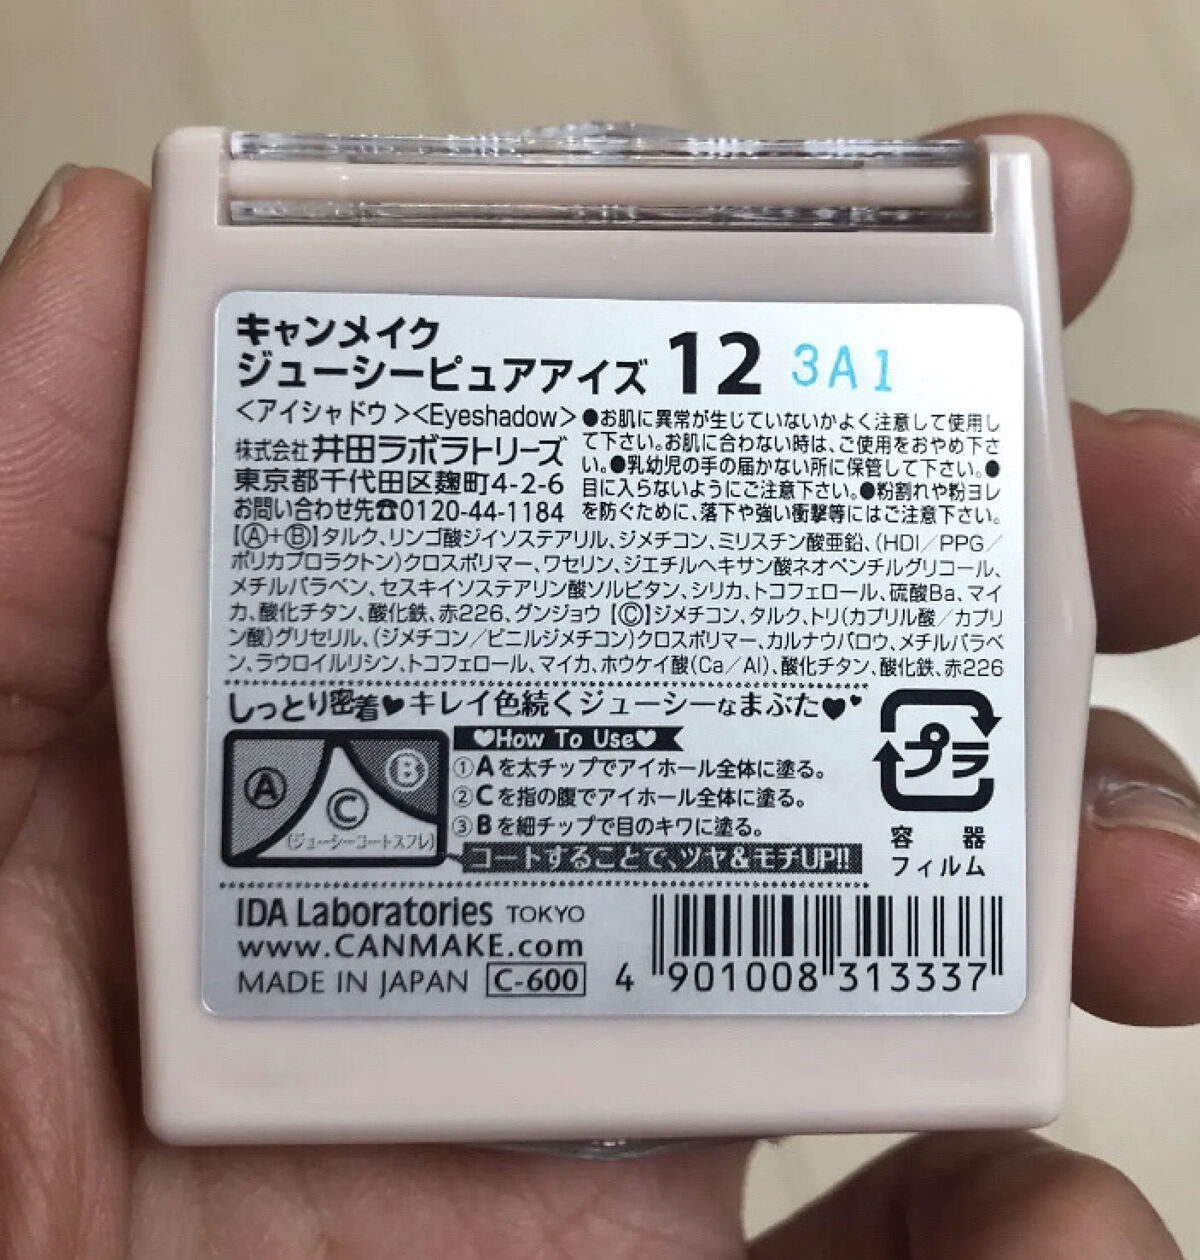 キャンメイク
ジューシーピュアアイズ 12 3A1
＜アイシャドウ＞<Eyeshadow>
株式会社 井田ラボラトリーズ
東京都千代田区麹町4-2-6
お問い合わせ先☎0120-44-1184
●お肌に異常が生じていないかよく注意して使用し
て下さい。お肌に合わない時は、ご使用をおやめ下さ
い。●乳幼児の手の届かない所に保管して下さい。●
目に入らないようにご注意下さい。●粉割れや粉ヨレ
を防ぐために、落下や強い衝撃等にはご注意下さい。
【Ⓐ+Ⓑ】タルク、リンゴ酸ジイソステアリル、ジメチコン、ミリスチン酸亜鉛、(HDI／PPG／
ポリカプロラクトン)クロスポリマー、ワセリン、ジエチルヘキサン酸ネオペンチルグリコール、
メチルパラベン、セスキイソステアリン酸ソルビタン、シリカ、トコフェロール、硫酸Ba、マイ
カ、酸化チタン、酸化鉄、赤226、グンジョウ【Ⓒ】ジメチコン、タルク、トリ(カプリル酸／カプリ
ン酸)グリセリル、(ジメチコン／ビニルジメチコン)クロスポリマー、カルナウバロウ、メチルパラベ
ン、ラウロイルリシン、トコフェロール、マイカ、ホウケイ酸(Ca／Al)、酸化チタン、酸化鉄、赤226
しっとり密着♥キレイ色続くジューシーなまぶた♥♥
Ⓐ
Ⓑ
Ⓒ
(ジューシーコートスフレ)
♥How To Use♥
①Aを太チップでアイホール全体に塗る。
②Cを指の腹でアイホール全体に塗る。
③Bを細チップで目のキワに塗る。
コートすることで、ツヤ&モチUP!!
プラ
容器
フィルム
IDA Laboratories TOKYO
www.CANMAKE.com
MADE IN JAPAN C-600
4 901008 313337